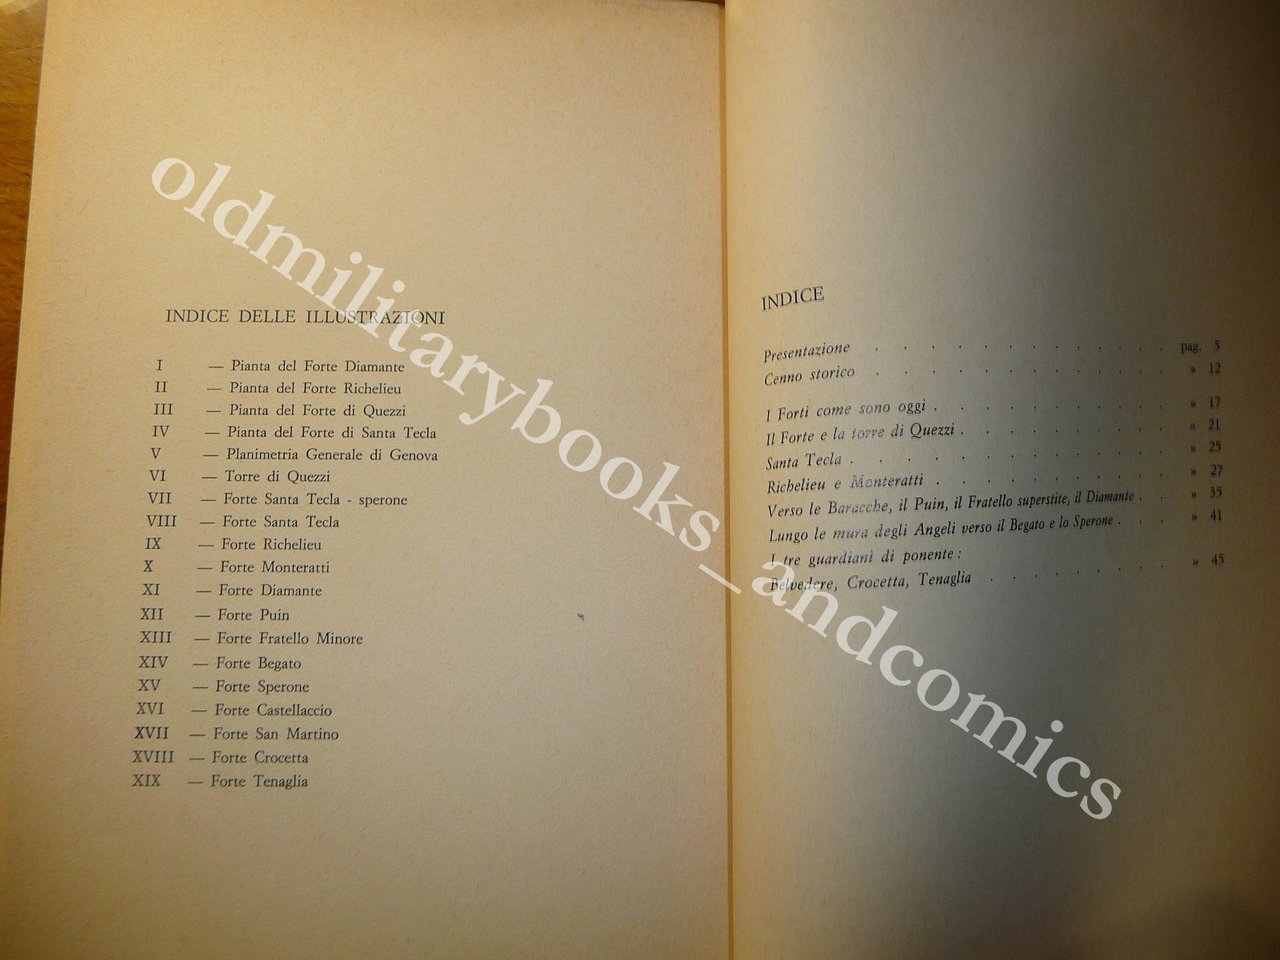 INDICE DELLE ILLUSTRAZIONI
I — Pianta del Forte Diamante
II — Pianta del Forte Richelieu
III — Pianta del Forte di Quezzi
IV — Pianta del Forte di Santa Tecla
V — Planimetria Generale di Genova
VI — Torre di Quezzi
VII — Forte Santa Tecla - sperone
VIII — Forte Santa Tecla
IX — Forte Richelieu
X — Forte Monteratti
XI — Forte Diamante
XII — Forte Puin
XIII — Forte Fratello Minore
XIV — Forte Begato
XV — Forte Sperone
XVI — Forte Castellaccio
XVII — Forte San Martino
XVIII — Forte Crocetta
XIX — Forte Tenaglia
INDICE
Presentazione . . . . . . . . . . . . pag. 5
Cenno storico . . . . . . . . . . . . » 12
I Forti come sono oggi . . . . . . . . . » 17
Il Forte e la torre di Quezzi . . . . . . . . » 21
Santa Tecla . . . . . . . . . . . . » 25
Richelieu e Monteratti . . . . . . . . . » 27
Verso le Baracche, il Puin, il Fratello superstite, il Diamante . . » 35
Lungo le mura degli Angeli verso il Begato e lo Sperone . . . » 41
I tre guardiani di ponente :
Belvedere, Crocetta, Tenaglia . . . . . . . . » 45
oldmilitarybooks_andcomics